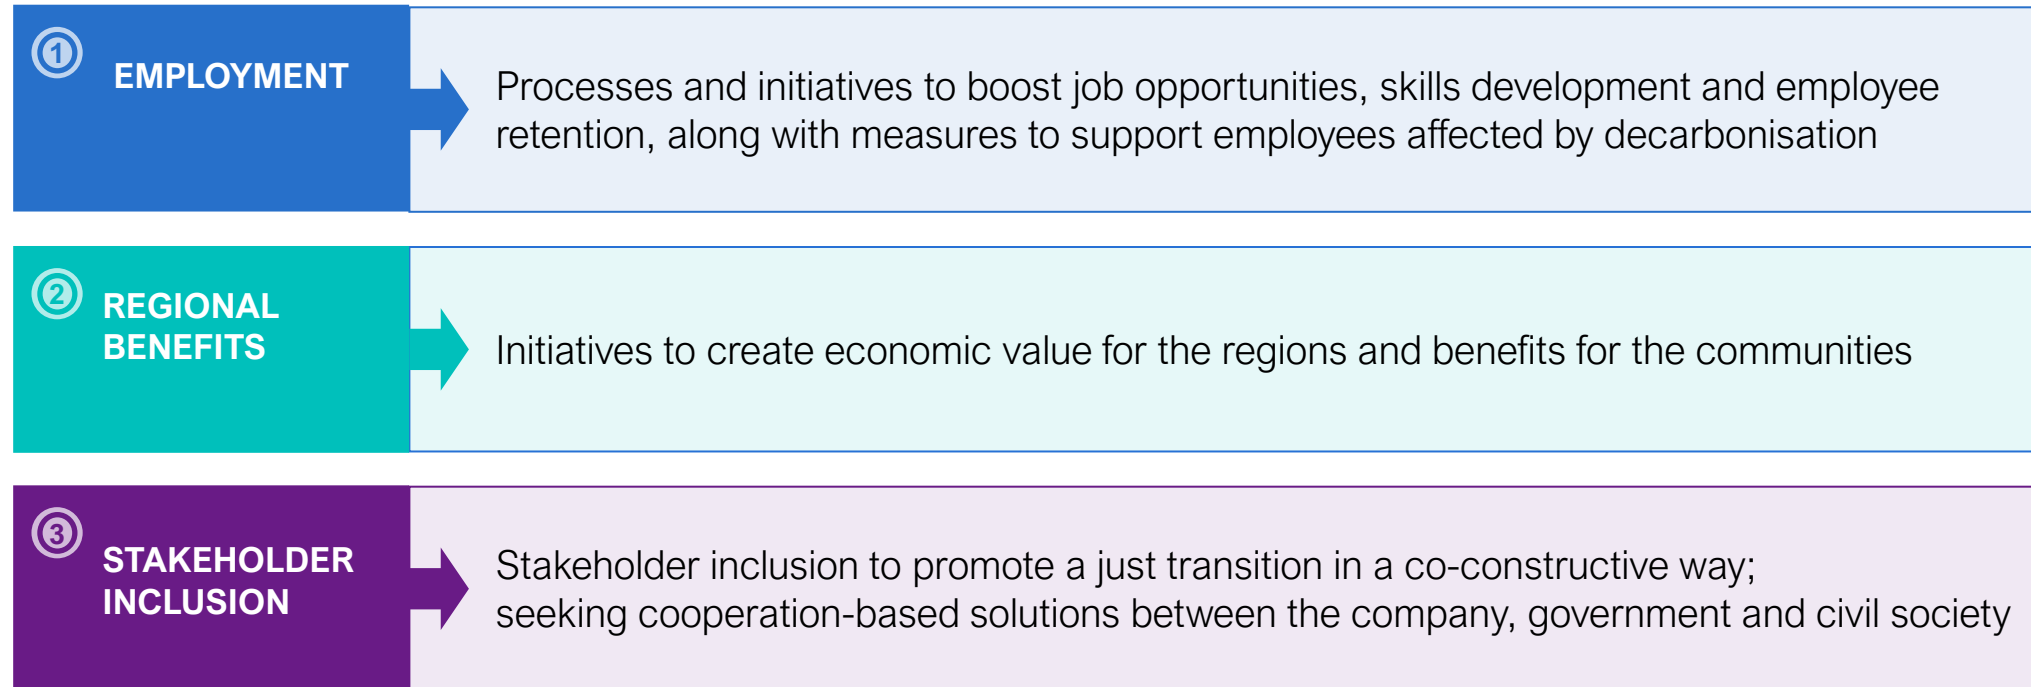 1
EMPLOYMENT
Processes and initiatives to boost job opportunities, skills development and employee
retention, along with measures to support employees affected by decarbonisation
2
REGIONAL
BENEFITS
Initiatives to create economic value for the regions and benefits for the communities
3
STAKEHOLDER
INCLUSION
Stakeholder inclusion to promote a just transition in a co-constructive way;
seeking cooperation-based solutions between the company, government and civil society